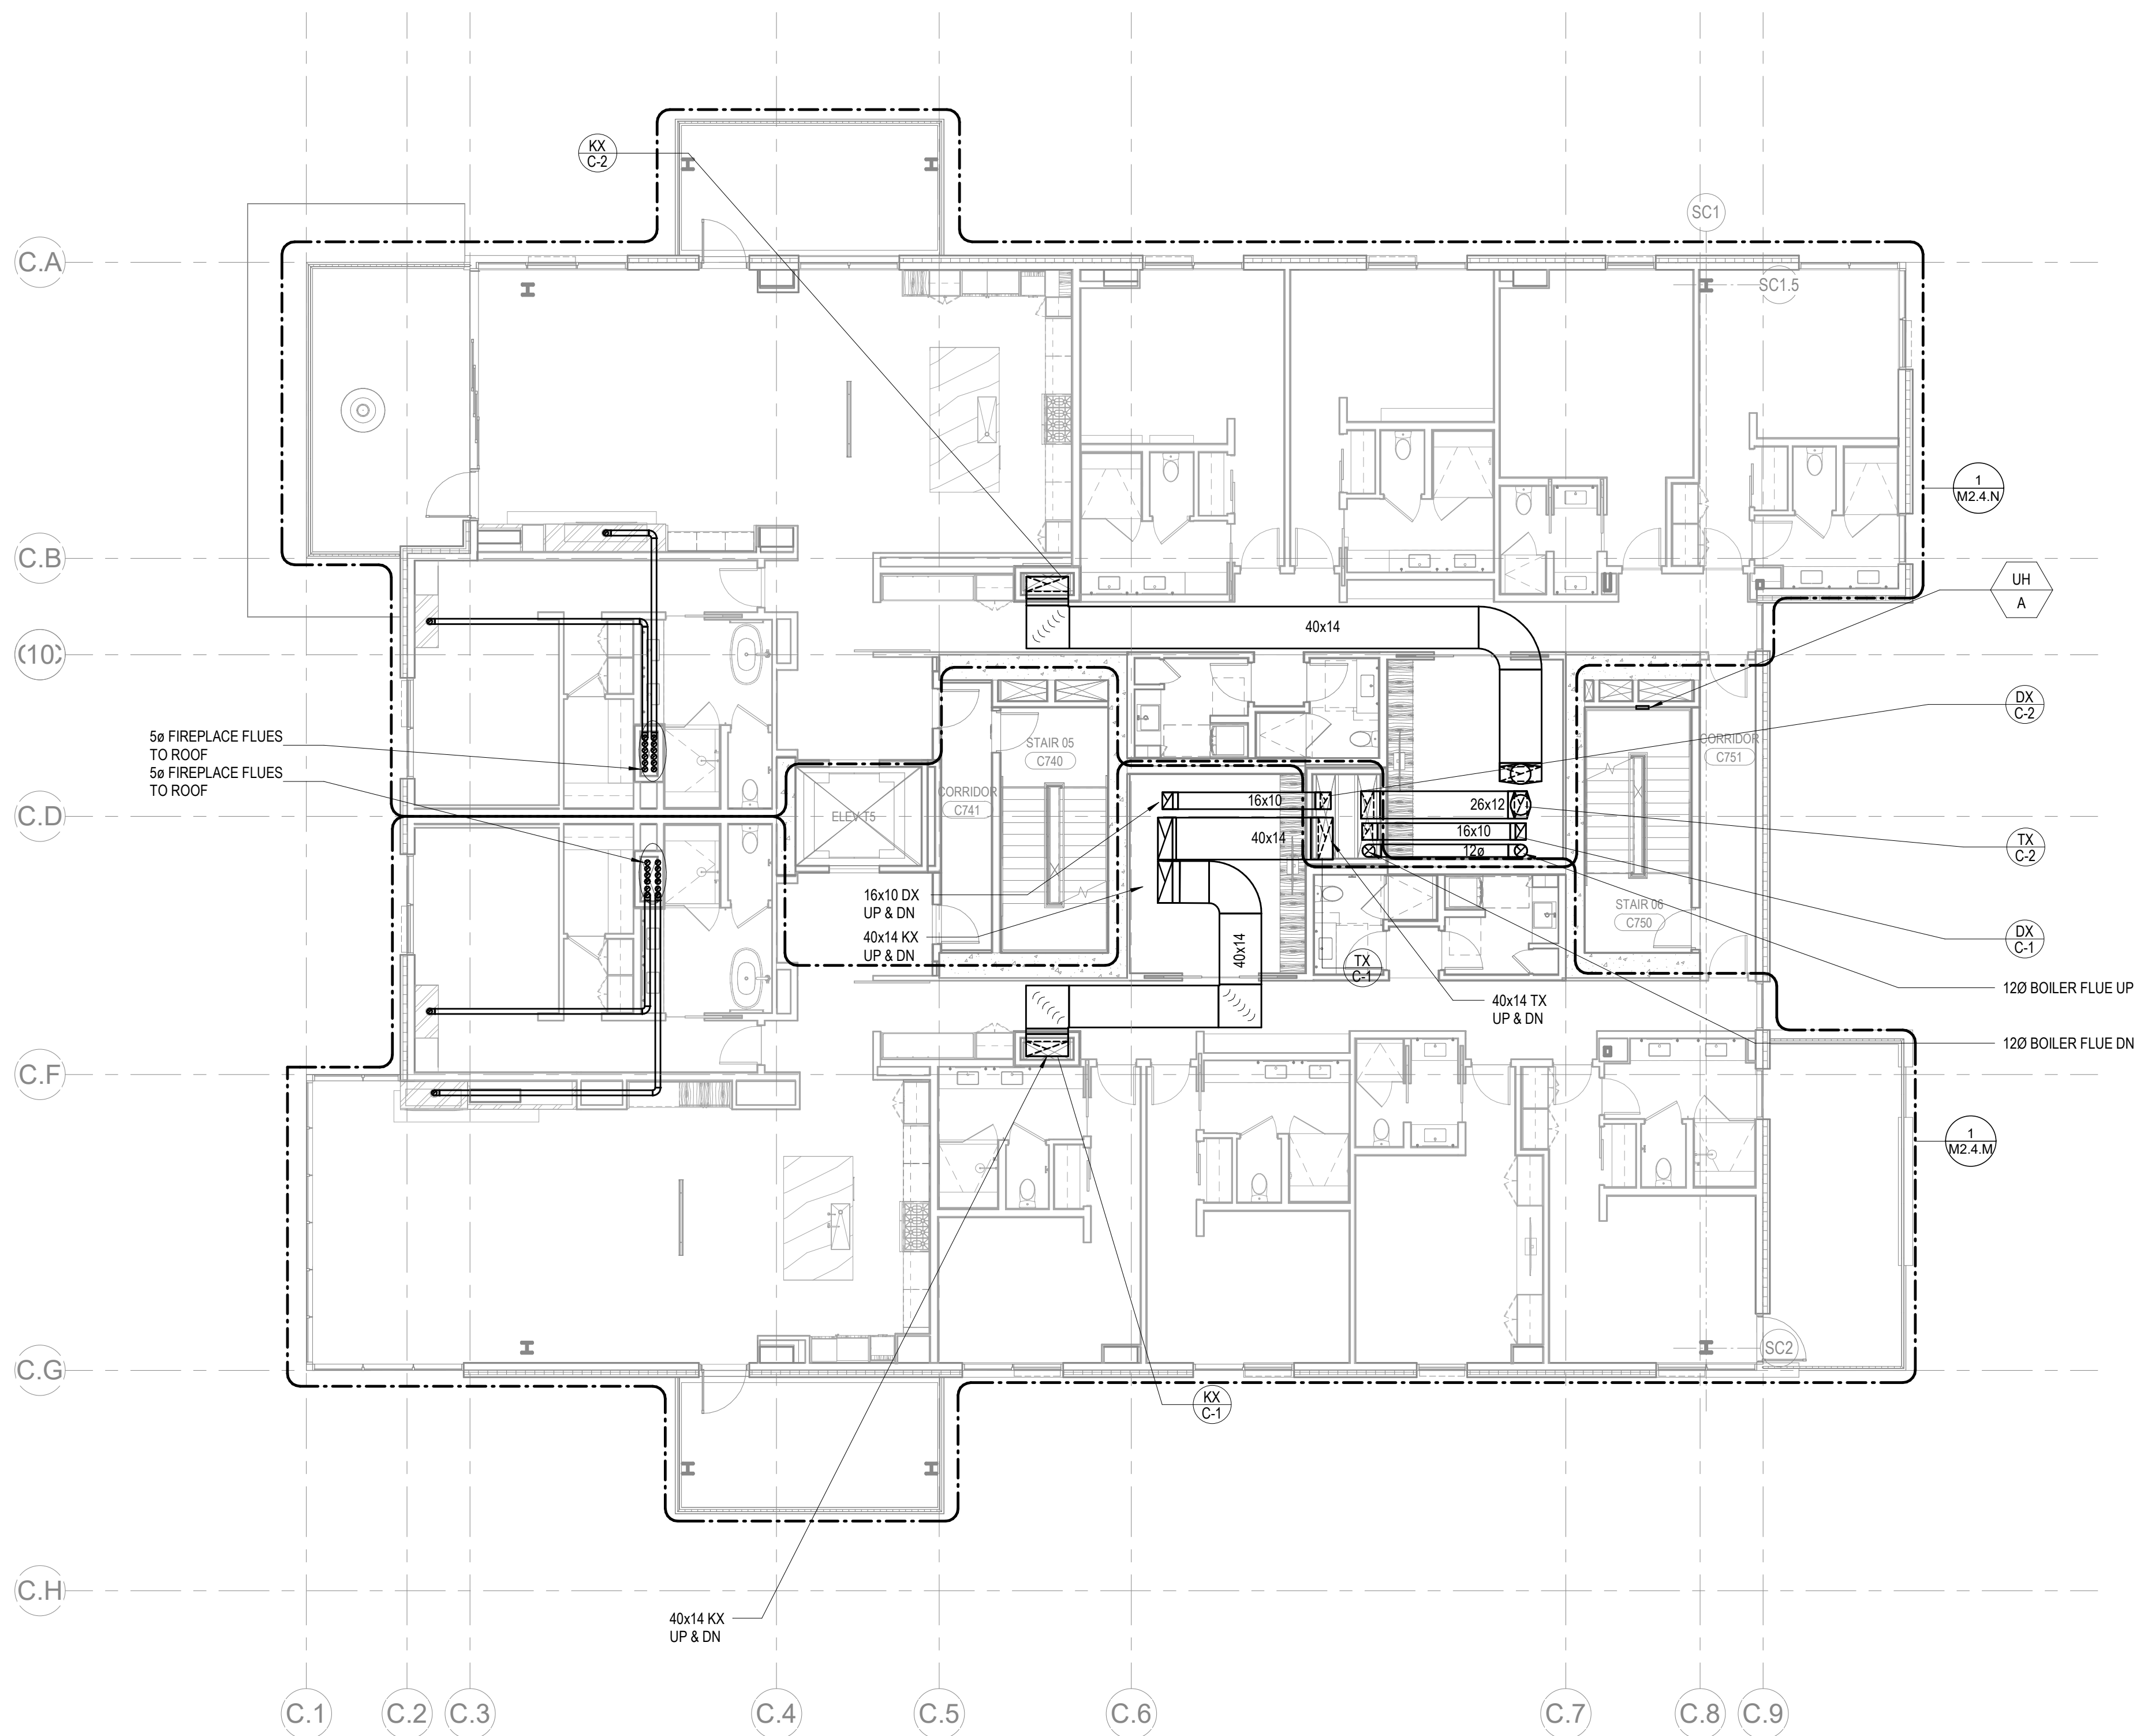 KX
C-2
SC1
C.A
SC1.5
1
M2.4.N
C.B
UH
A
40x14
(10)
DX
C-2
5ø FIREPLACE FLUES
TO ROOF
5ø FIREPLACE FLUES
TO ROOF
STAIR 05
C740
CORRIDOR
C751
CORRIDOR
C741
16x10
26x12
C.D
ELEV T5
16x10
40x14
12ø
TX
C-2
16x10 DX
UP & DN
STAIR 06
C750
40x14 KX
UP & DN
40x14
DX
C-1
TX
C-1
12Ø BOILER FLUE UP
40x14 TX
UP & DN
12Ø BOILER FLUE DN
C.F
1
M2.4.M
SC2
C.G
KX
C-1
C.H
40x14 KX
UP & DN
C.1
C.2
C.3
C.4
C.5
C.6
C.7
C.8
C.9